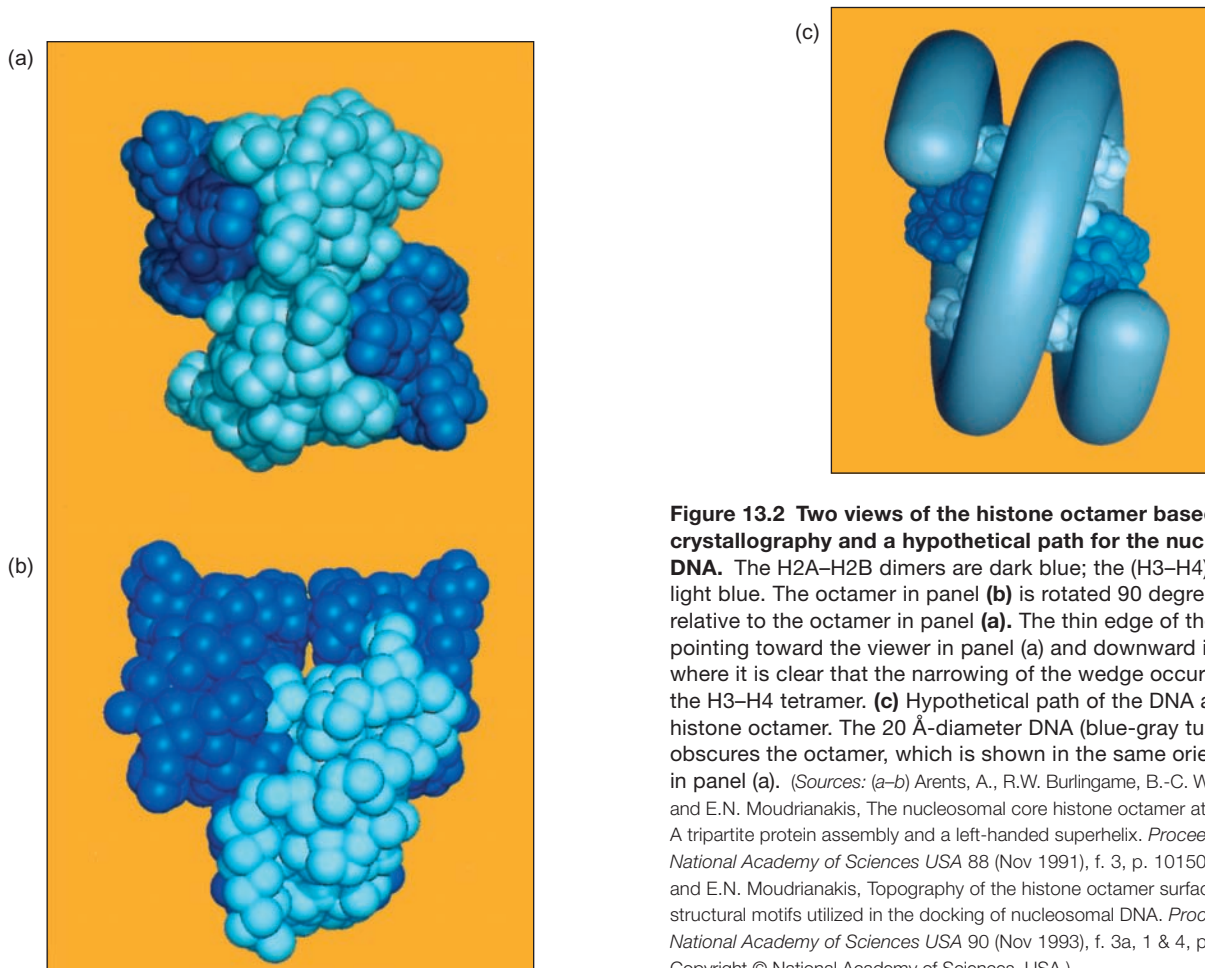 (a)
(b)
(c)
Figure 13.2 Two views of the histone octamer based
crystallography and a hypothetical path for the nucl
DNA. The H2A–H2B dimers are dark blue; the (H3–H4)
light blue. The octamer in panel (b) is rotated 90 degre
relative to the octamer in panel (a). The thin edge of the
pointing toward the viewer in panel (a) and downward i
where it is clear that the narrowing of the wedge occur
the H3–H4 tetramer. (c) Hypothetical path of the DNA a
histone octamer. The 20 Å-diameter DNA (blue-gray tu
obscures the octamer, which is shown in the same orie
in panel (a). (Sources: (a–b) Arents, A., R.W. Burlingame, B.-C. W
and E.N. Moudrianakis, The nucleosomal core histone octamer at
A tripartite protein assembly and a left-handed superhelix. Procee
National Academy of Sciences USA 88 (Nov 1991), f. 3, p. 10150
and E.N. Moudrianakis, Topography of the histone octamer surfac
structural motifs utilized in the docking of nucleosomal DNA. Proc
National Academy of Sciences USA 90 (Nov 1993), f. 3a, 1 & 4, p
Copyright © National Academy of Sciences, USA.)